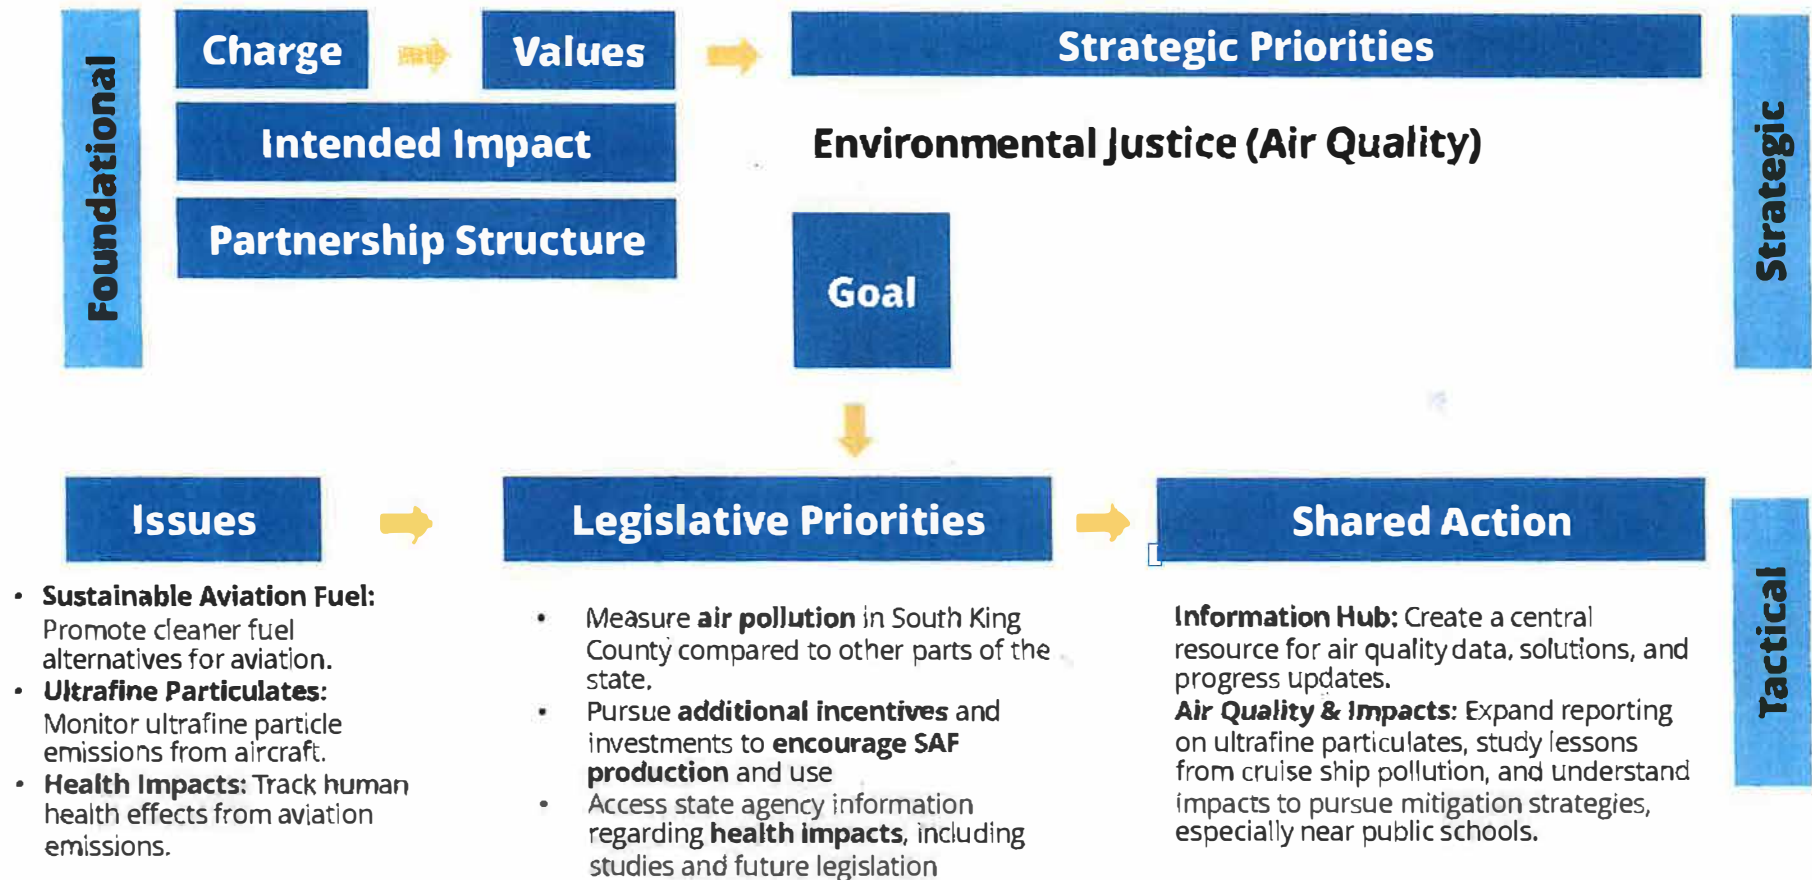 Foundational
Charge
Values
Strategic Priorities
Intended Impact
Partnership Structure
Environmental Justice (Air Quality)
Goal
Strategic
Issues
Legislative Priorities
Shared Action
• Sustainable Aviation Fuel:
Promote cleaner fuel
alternatives for aviation.
• Ultrafine Particulates:
Monitor ultrafine particle
emissions from aircraft.
• Health Impacts: Track human
health effects from aviation
emissions.
• Measure air pollution in South King
County compared to other parts of the
state.
• Pursue additional incentives and
investments to encourage SAF
production and use
• Access state agency information
regarding health impacts, including
studies and future legislation
Information Hub: Create a central
resource for air quality data, solutions, and
progress updates.
Air Quality & Impacts: Expand reporting
on ultrafine particulates, study lessons
from cruise ship pollution, and understand
impacts to pursue mitigation strategies,
especially near public schools.
Tactical